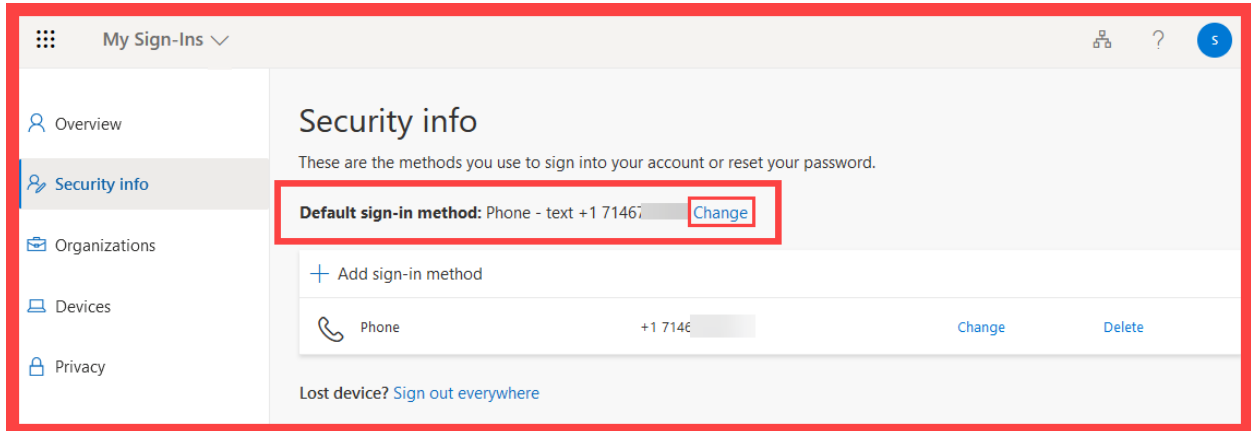 My Sign-Ins
? S
Overview
Security info
Organizations
Devices
Privacy
Security info
These are the methods you use to sign into your account or reset your password.
Default sign-in method: Phone - text +1 7146 Change
Add sign-in method
Phone +1 714 Change Delete
Lost device? Sign out everywhere